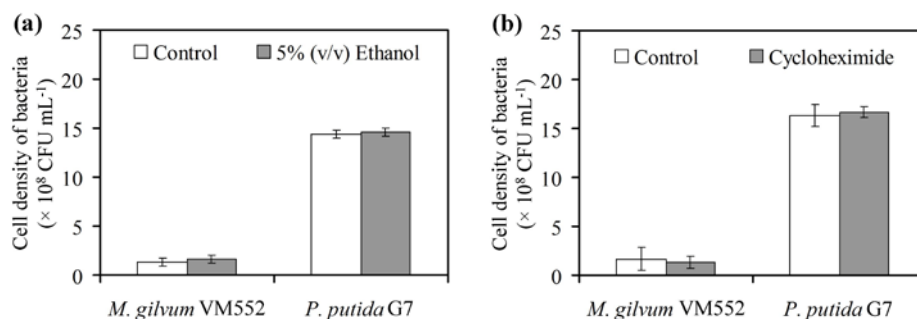 (a)
Cell density of bacteria
(× 10⁸ CFU mL⁻¹)
25
20
15
10
5
0
Control
5% (v/v) Ethanol
M. gilvum VM552
P. putida G7
(b)
Cell density of bacteria
(× 10⁸ CFU mL⁻¹)
25
20
15
10
5
0
Control
Cycloheximide
M. gilvum VM552
P. putida G7